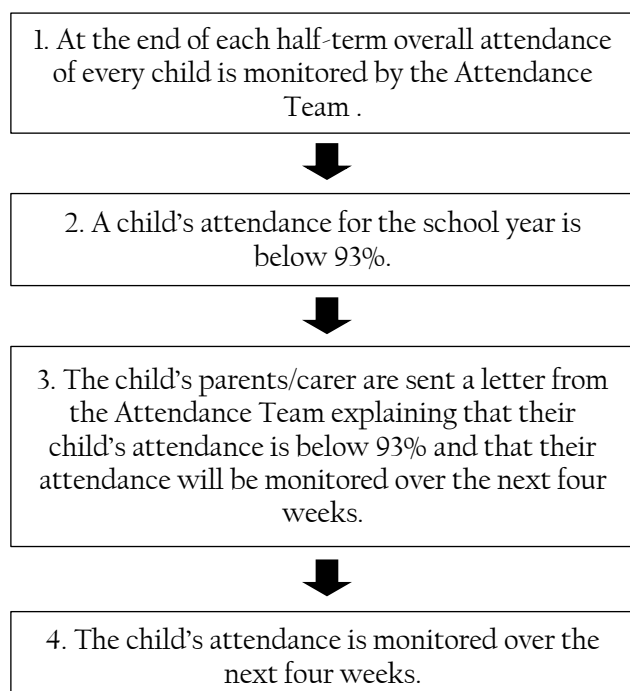 1. At the end of each half-term overall attendance
of every child is monitored by the Attendance
Team .
2. A child's attendance for the school year is
below 93%.
3. The child's parents/carer are sent a letter from
the Attendance Team explaining that their
child's attendance is below 93% and that their
attendance will be monitored over the next four
weeks.
4. The child's attendance is monitored over the
next four weeks.